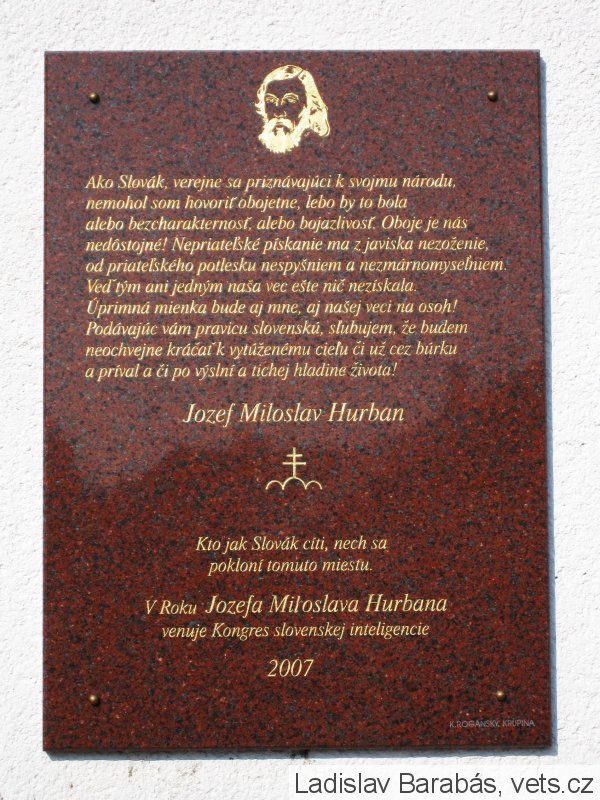 Ako Slovák, verejne sa priznávajúci k svojmu národu,
nemohol som hovoriť obojetne, lebo by to bola
alebo bezcharakternosť, alebo bojazlivosť. Oboje je nás
nedôstojné! Nepriateľské pískanie ma z javiska nezoženie,
od priateľského potlesku nespyšniem a nezmárnomyseľniem.
Veď tým ani jedným naša vec ešte nič nezískala.
Úprimná mienka bude aj mne, aj našej veci na osoh!
Podávajúc vám pravicu slovenskú, sľubujem, že budem
neochvejne kráčať k vytúženému cieľu či už cez búrku
a príval a či po výslní a tichej hladine života!
Jozef Miloslav Hurban
Kto jak Slovák cíti, nech sa
pokloní tomuto miestu.
V Roku Jozefa Miloslava Hurbana
venuje Kongres slovenskej inteligencie
2007
K.ROGÁNSKY, KRUPINA
Ladislav Barabás, vets.cz